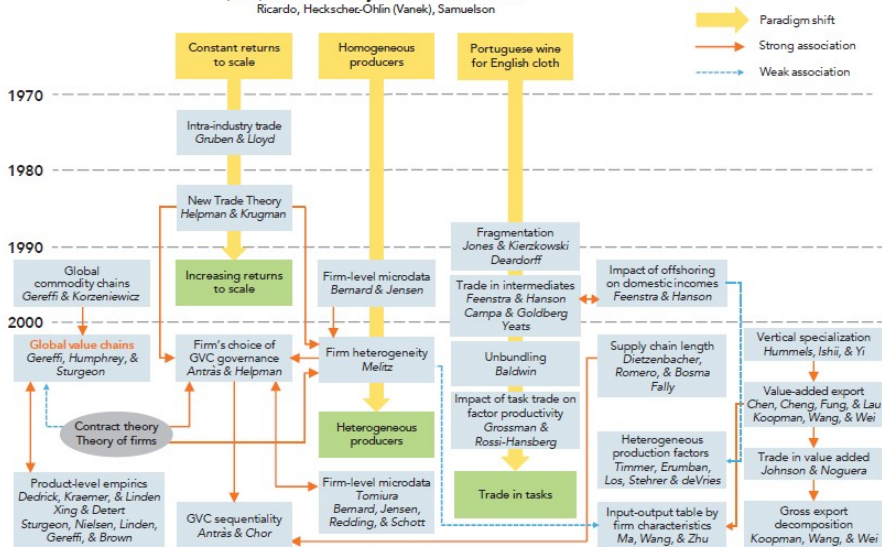 Ricardo, Heckscher-Ohlin (Vanek), Samuelson
Paradigm shift
Strong association
Weak association
Constant returns
to scale
Homogeneous
producers
Portuguese wine
for English cloth
1970
Intra-industry trade
Gruben & Lloyd
1980
New Trade Theory
Helpman & Krugman
Fragmentation
Jones & Kierzkowski
Deardorff
1990
Global
commodity chains
Gereffi & Korzeniewicz
Increasing returns
to scale
Firm-level microdata
Bernard & Jensen
Trade in intermediates
Feenstra & Hanson
Campa & Goldberg
Yeats
Impact of offshoring
on domestic incomes
Feenstra & Hanson
2000
Global value chains
Gereffi, Humphrey, &
Sturgeon
Firm's choice of
GVC governance
Antràs & Helpman
Firm heterogeneity
Melitz
Unbundling
Baldwin
Supply chain length
Dietzenbacher,
Romero, & Bosma
Fally
Vertical specialization
Hummels, Ishii, & Yi
Contract theory
Theory of firms
Heterogeneous
producers
Impact of task trade on
factor productivity
Grossman &
Rossi-Hansberg
Value-added export
Chen, Cheng, Fung, & Lau
Koopman, Wang, & Wei
Heterogeneous
production factors
Timmer, Erumban,
Los, Stehrer & deVries
Trade in value added
Johnson & Noguera
Product-level empirics
Dedrick, Kraemer, & Linden
Xing & Detert
Sturgeon, Nielsen, Linden,
Gereffi, & Brown
GVC sequentiality
Antràs & Chor
Firm-level microdata
Tomiura
Bernard, Jensen,
Redding, & Schott
Trade in tasks
Input-output table by
firm characteristics
Ma, Wang, & Zhu
Gross export
decomposition
Koopman, Wang, & Wei